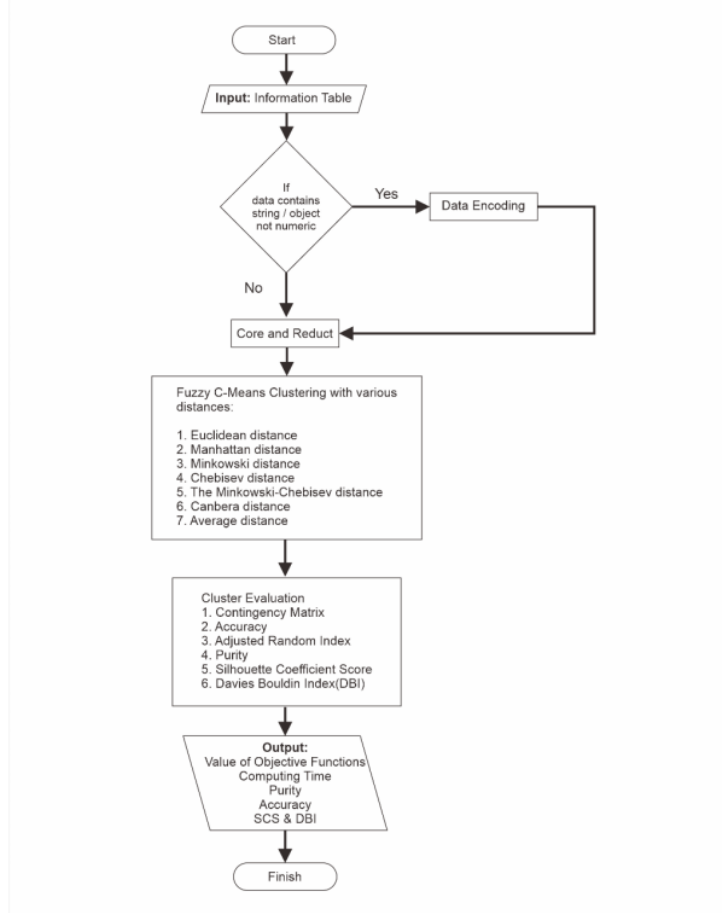 Start
Input: Information Table
If
data contains
string / object
not numeric
Yes
Data Encoding
No
Core and Reduct
Fuzzy C-Means Clustering with various
distances:
1. Euclidean distance
2. Manhattan distance
3. Minkowski distance
4. Chebisev distance
5. The Minkowski-Chebisev distance
6. Canbera distance
7. Average distance
Cluster Evaluation
1. Contingency Matrix
2. Accuracy
3. Adjusted Random Index
4. Purity
5. Silhouette Coefficient Score
6. Davies Bouldin Index(DBI)
Output:
Value of Objective Functions
Computing Time
Purity
Accuracy
SCS & DBI
Finish